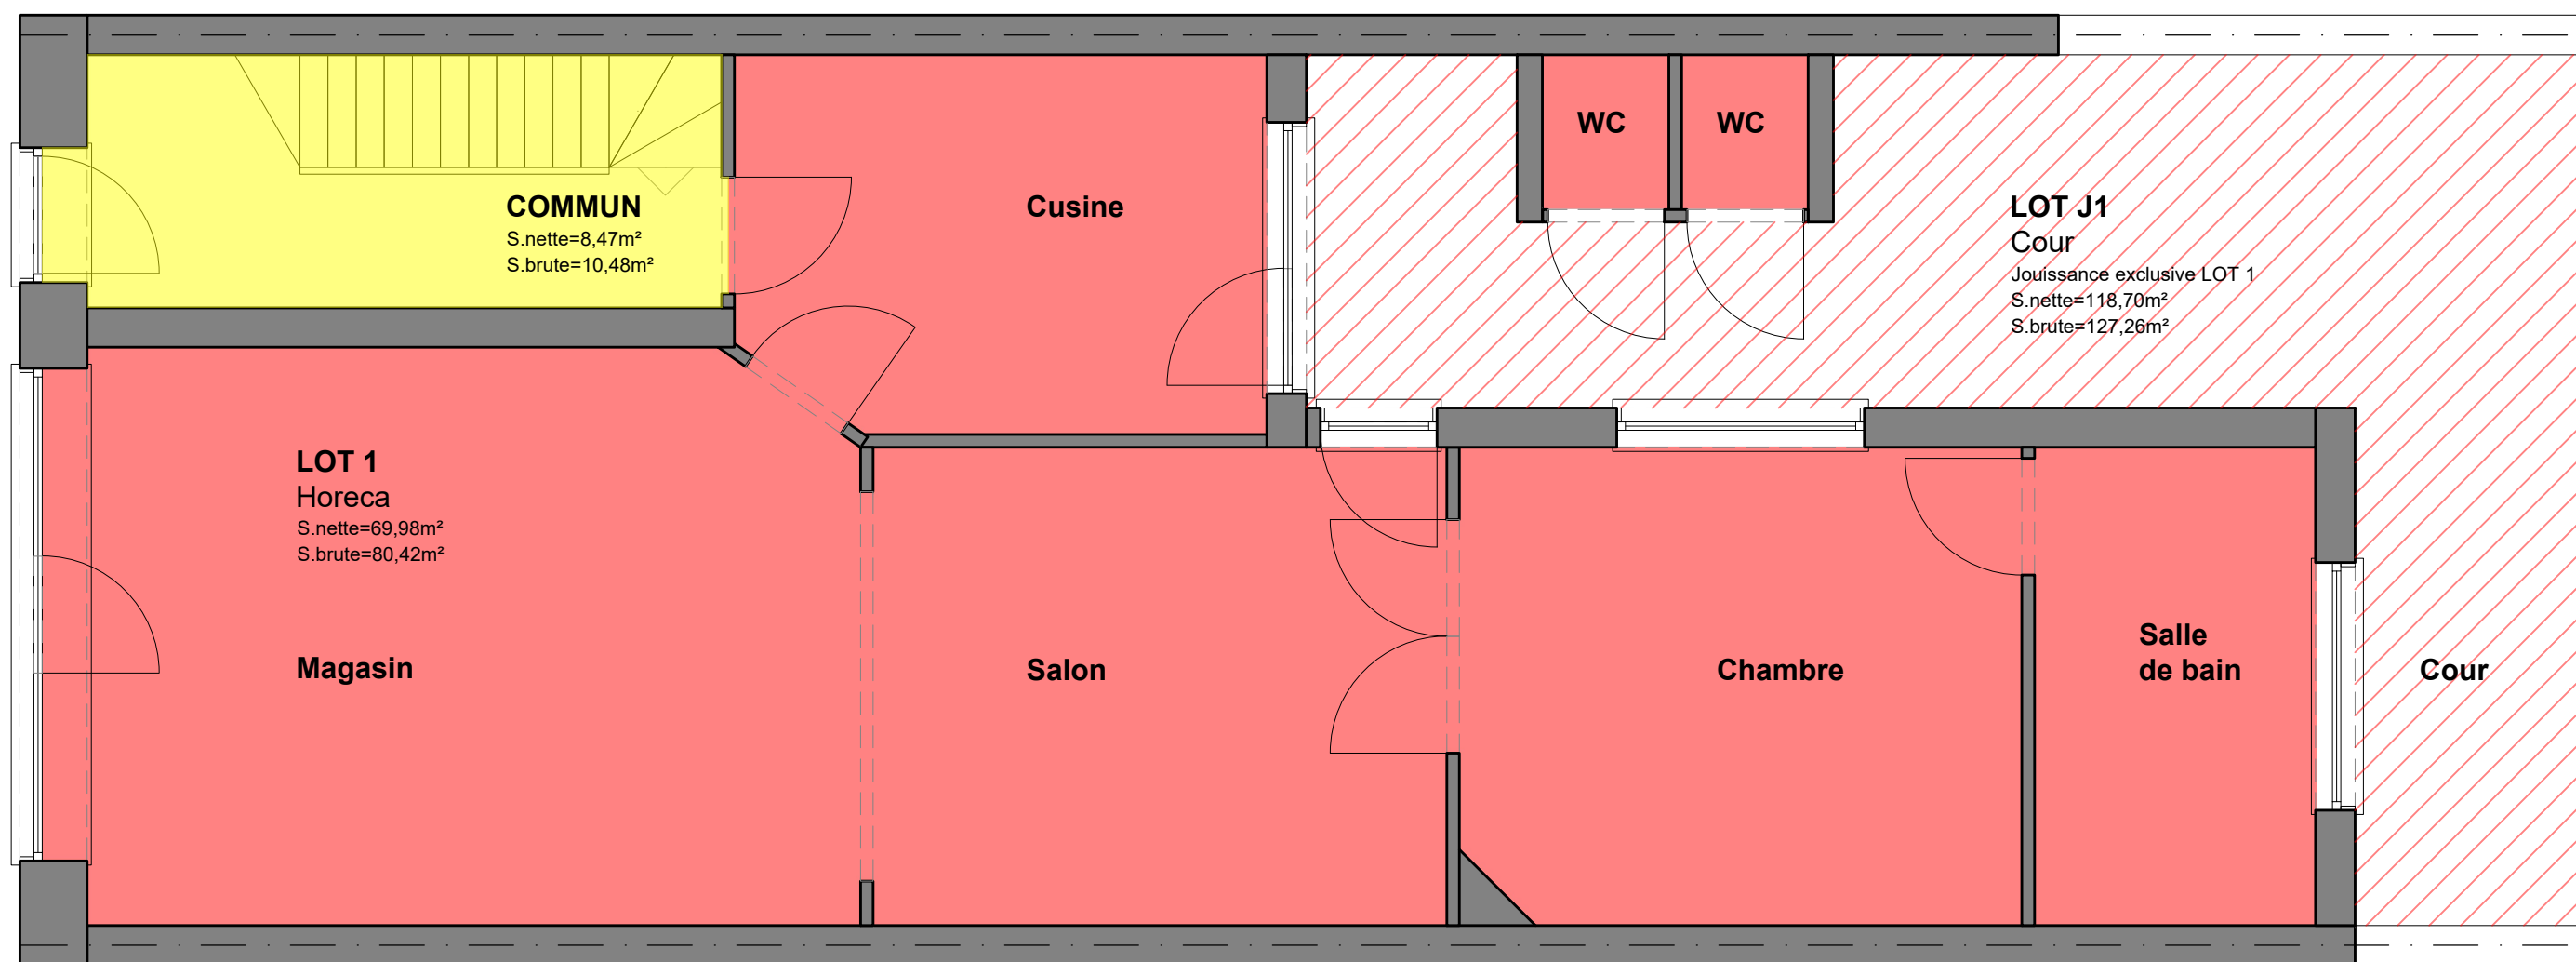 COMMUN
S.nette=8,47m²
S.brute=10,48m²
Cusine
WC
WC
LOT J1
Cour
Jouissance exclusive LOT 1
S.nette=118,70m²
S.brute=127,26m²
LOT 1
Horeca
S.nette=69,98m²
S.brute=80,42m²
Magasin
Salon
Chambre
Salle
de bain
Cour